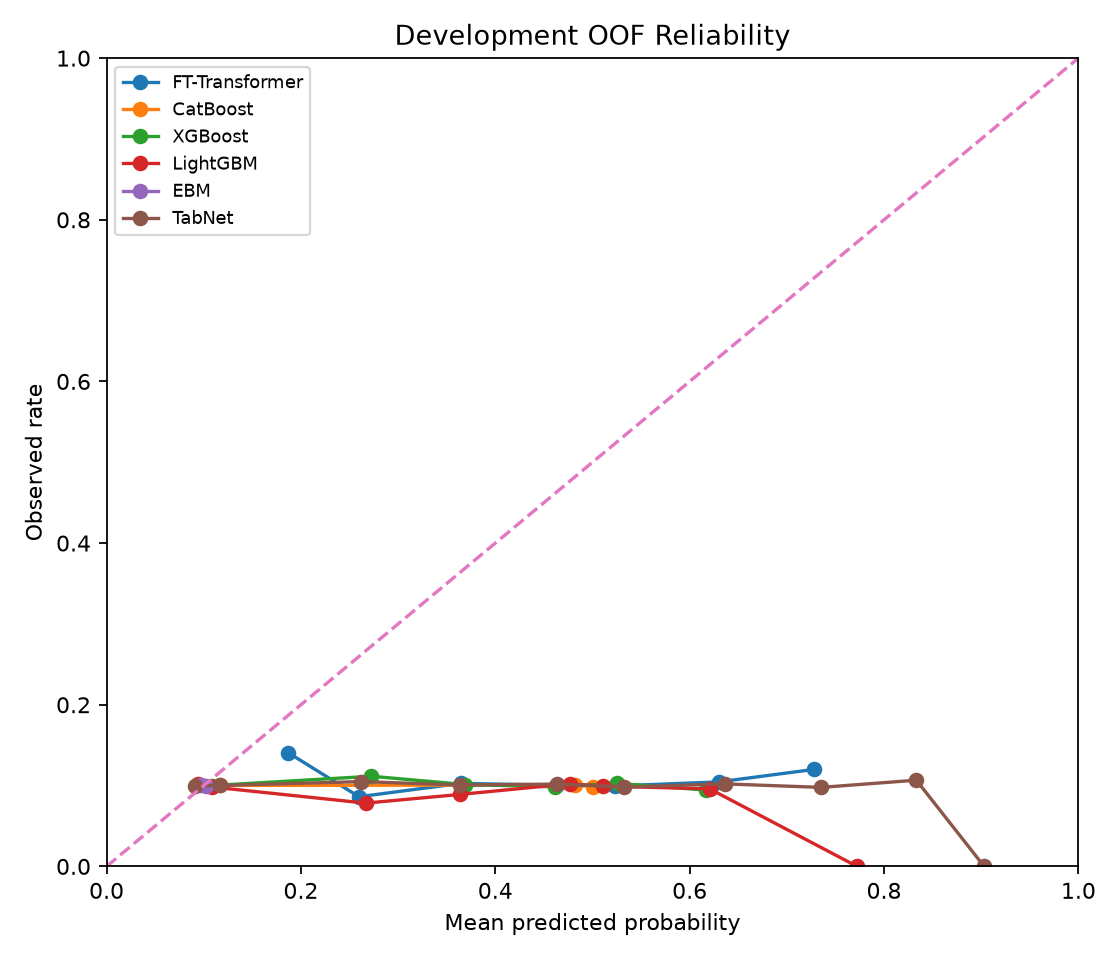 Development OOF Reliability
1.0
0.8
0.6
0.4
0.2
0.0
Observed rate
FT-Transformer
CatBoost
XGBoost
LightGBM
EBM
TabNet
0.0 0.2 0.4 0.6 0.8 1.0
Mean predicted probability